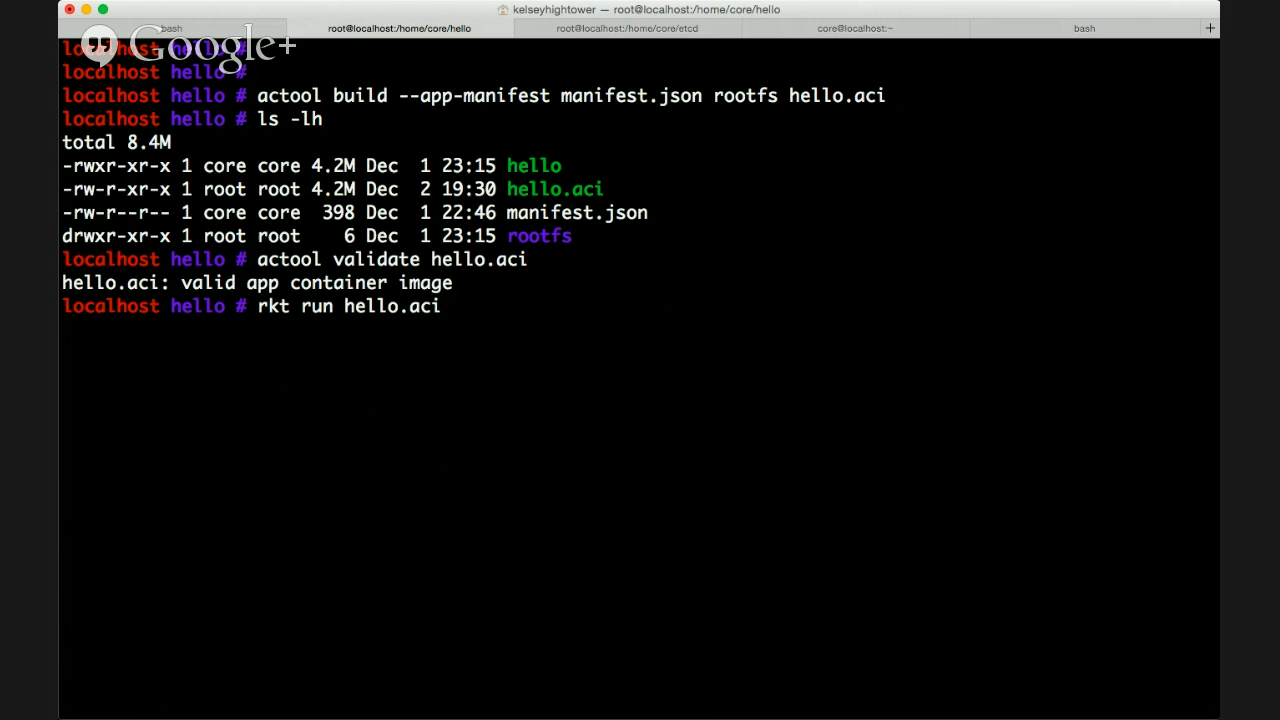 kelseyhightower — root@localhost:/home/core/hello
bash root@localhost:/home/core/hello root@localhost:/home/core/etcd core@localhost:~ bash +
Google+
localhost hello #
localhost hello #
localhost hello # actool build --app-manifest manifest.json rootfs hello.aci
localhost hello # ls -lh
total 8.4M
-rwxr-xr-x 1 core core 4.2M Dec  1 23:15 hello
-rw-r-xr-x 1 root root 4.2M Dec  2 19:30 hello.aci
-rw-r--r-- 1 core core  398 Dec  1 22:46 manifest.json
drwxr-xr-x 1 root root    6 Dec  1 23:15 rootfs
localhost hello # actool validate hello.aci
hello.aci: valid app container image
localhost hello # rkt run hello.aci